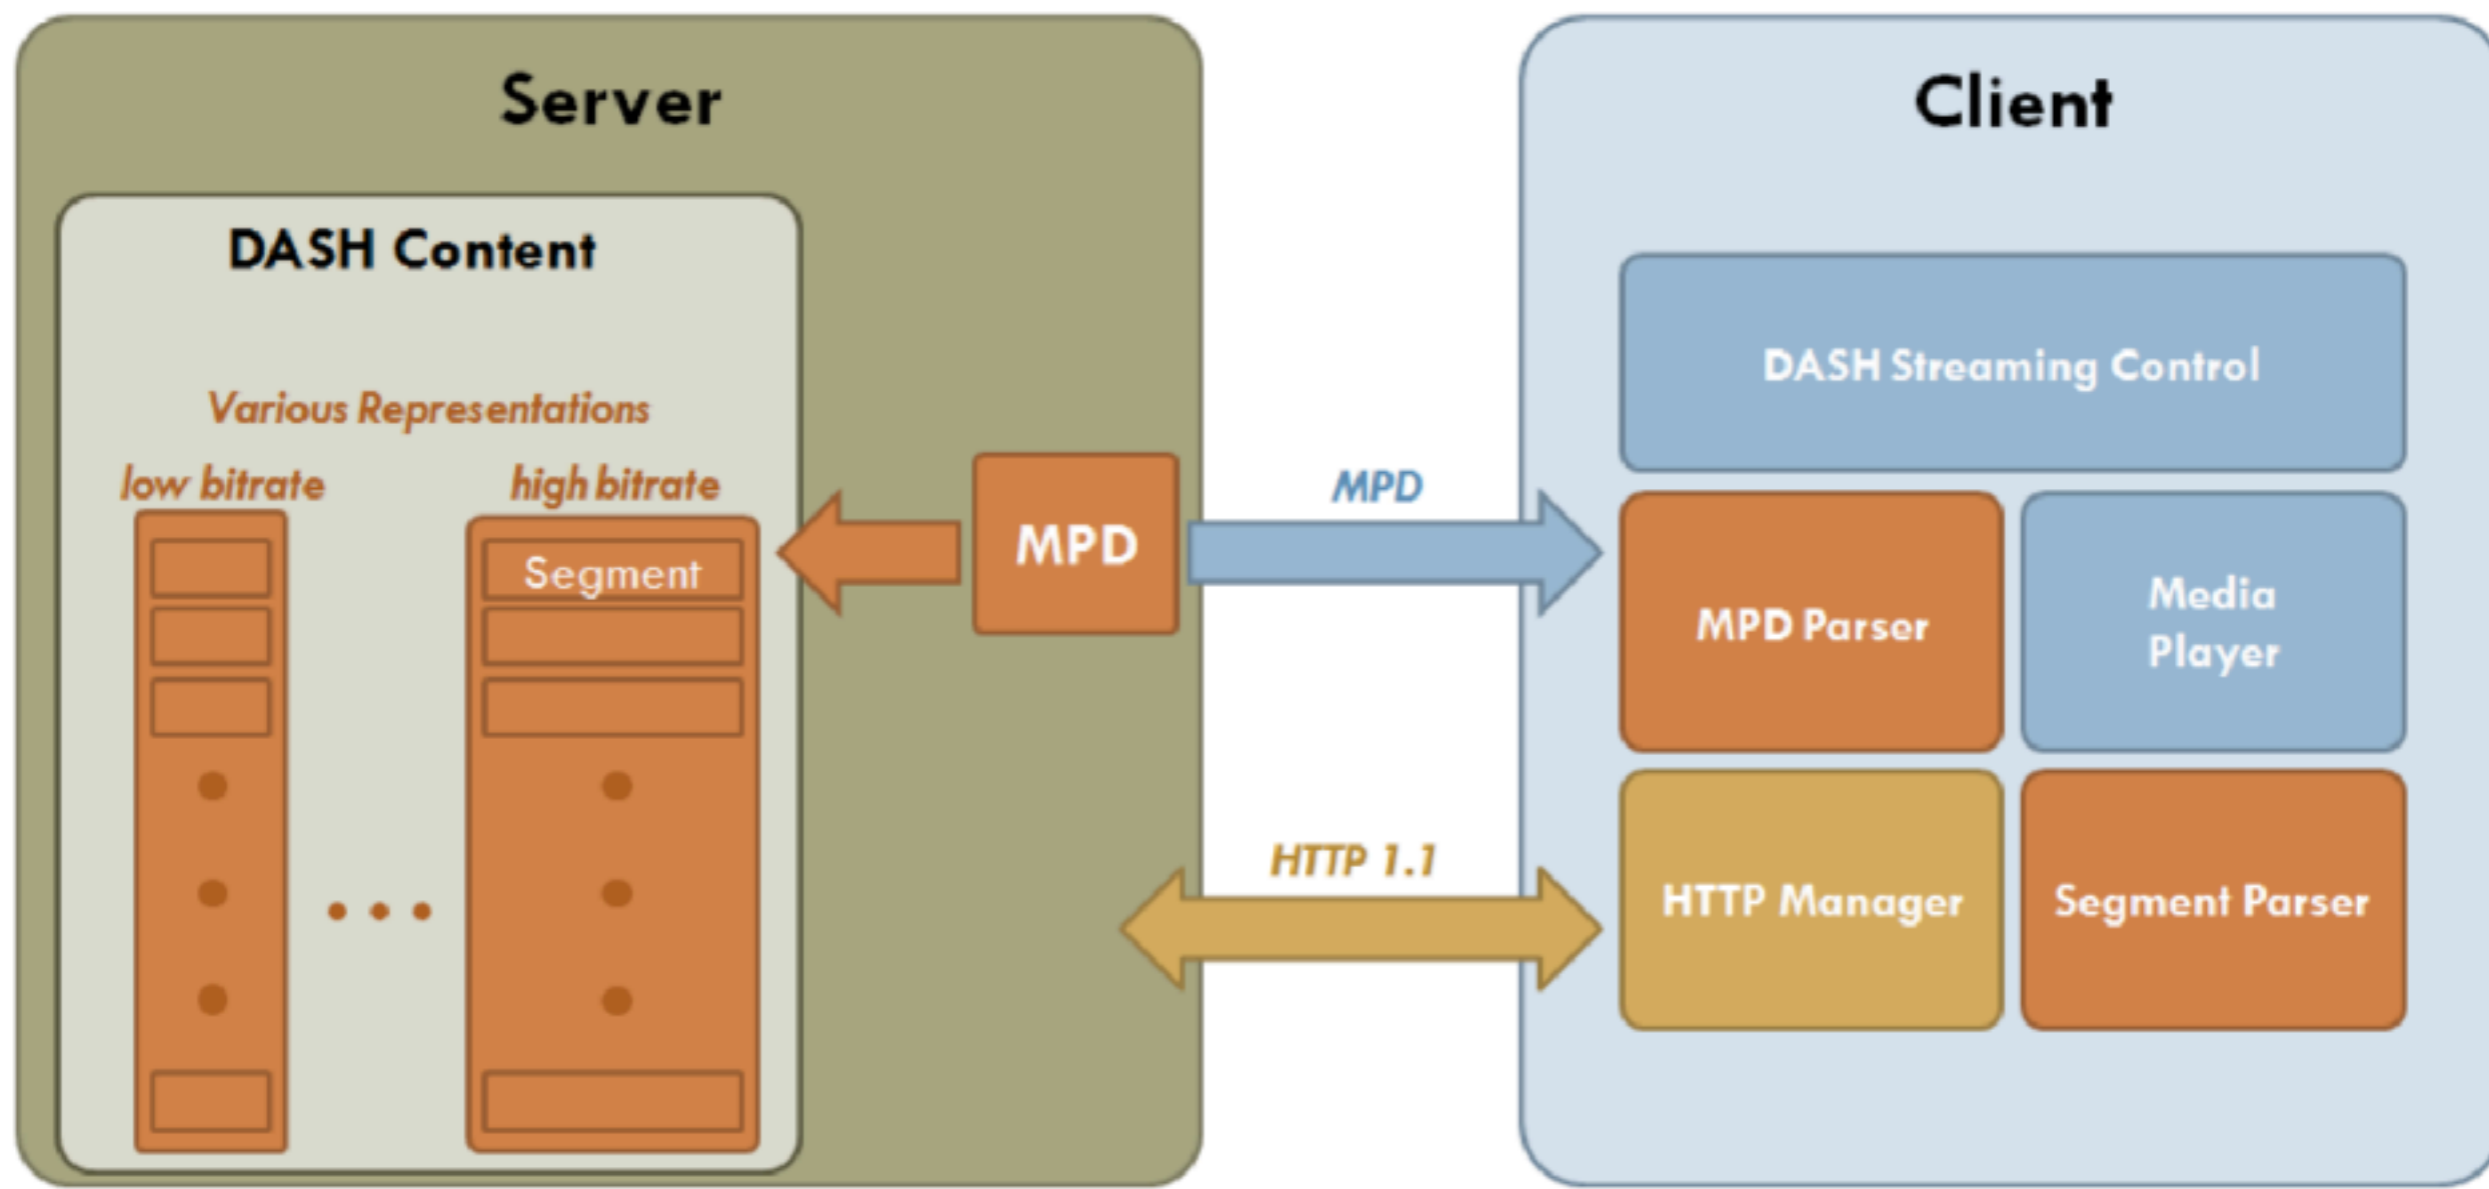 Server
DASH Content
Various Representations
low bitrate
high bitrate
Segment
MPD
MPD
HTTP 1.1
Client
DASH Streaming Control
MPD Parser
Media
Player
HTTP Manager
Segment Parser